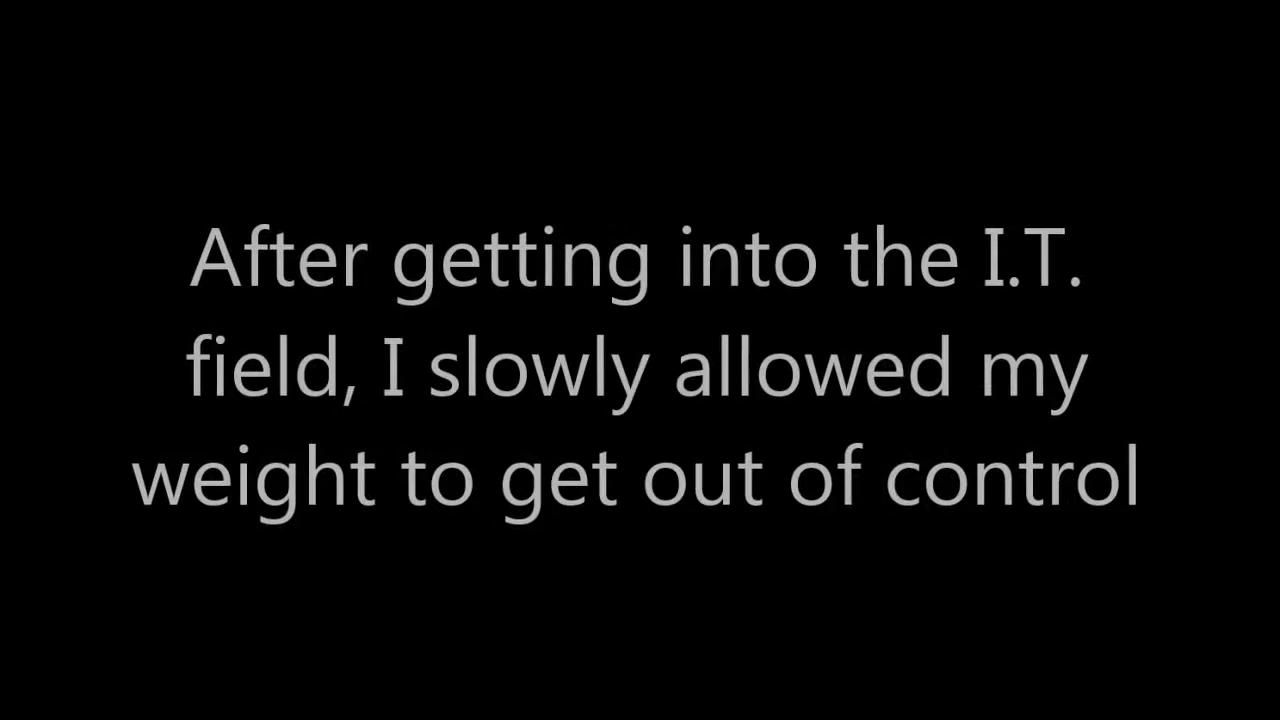 After getting into the I.T.
field, I slowly allowed my
weight to get out of control